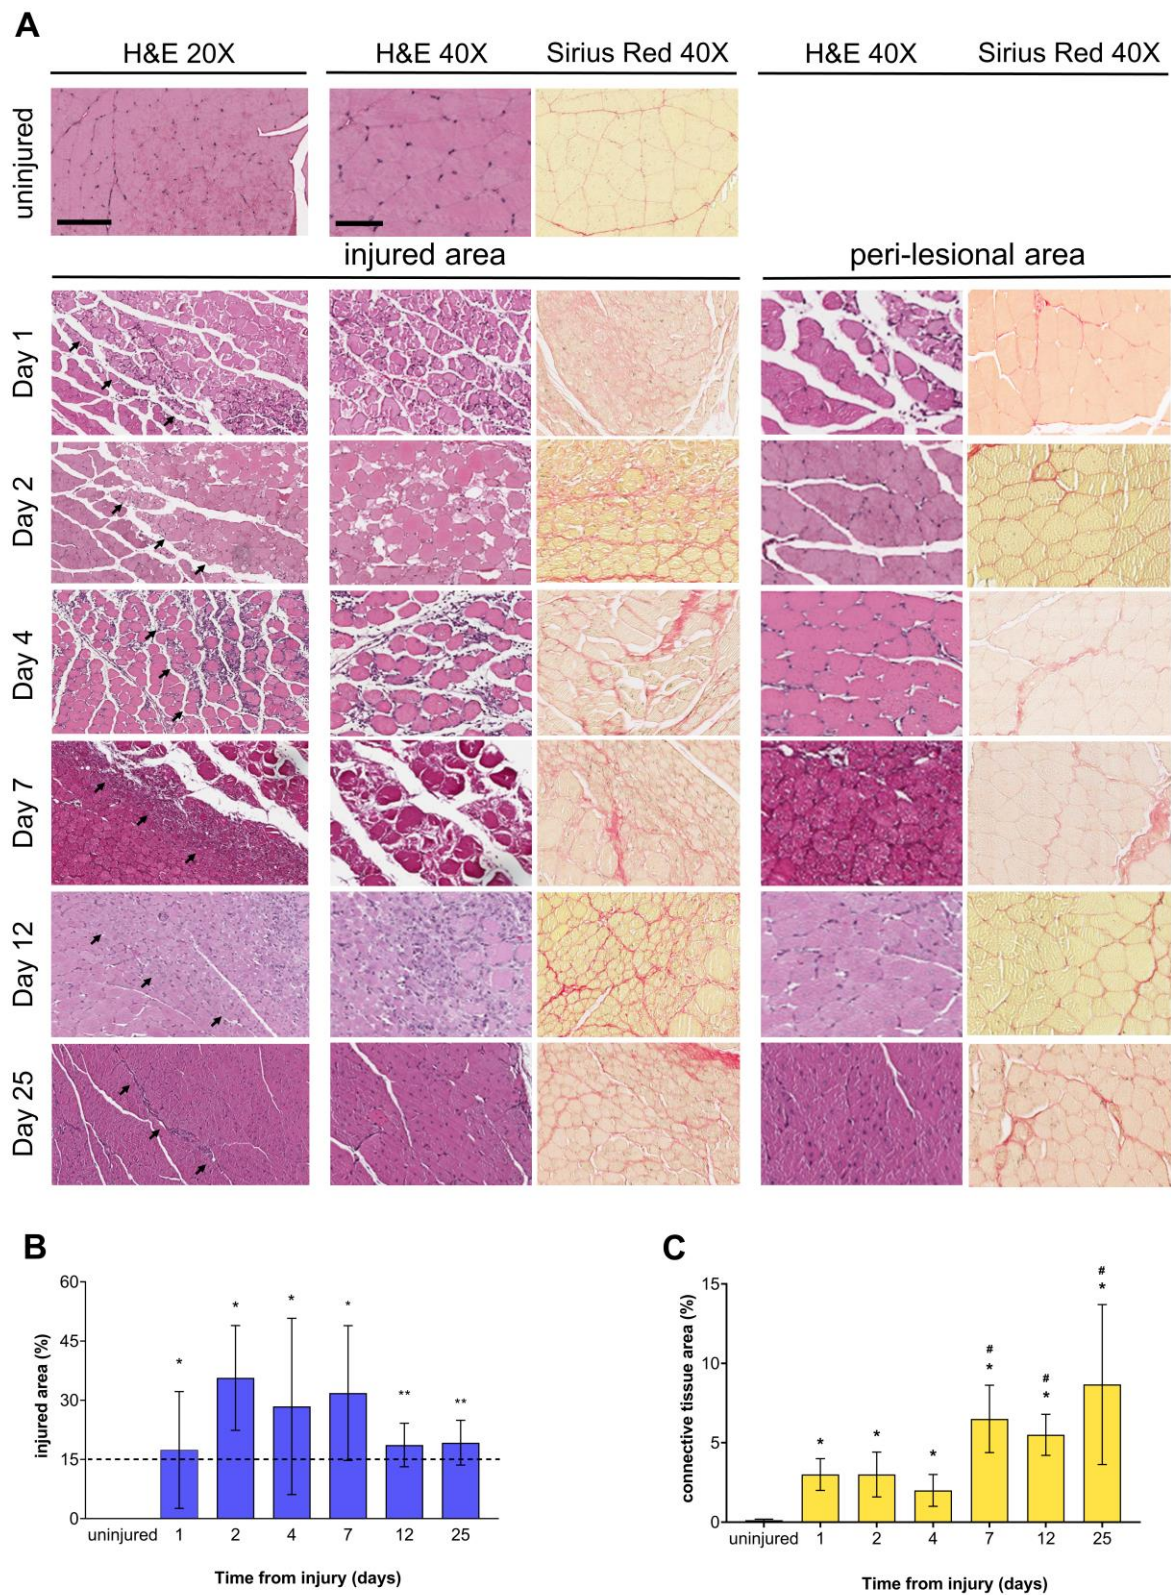 A
H&E 20X H&E 40X Sirius Red 40X H&E 40X Sirius Red 40X
uninjured
injured area peri-lesional area
Day 1
Day 2
Day 4
Day 7
Day 12
Day 25
B
injured area (%)
60
45
30
15
0
* * * * ** **
uninjured 1 2 4 7 12 25
Time from injury (days)
C
connective tissue area (%)
15
10
5
0
* * * # * # * # *
uninjured 1 2 4 7 12 25
Time from injury (days)